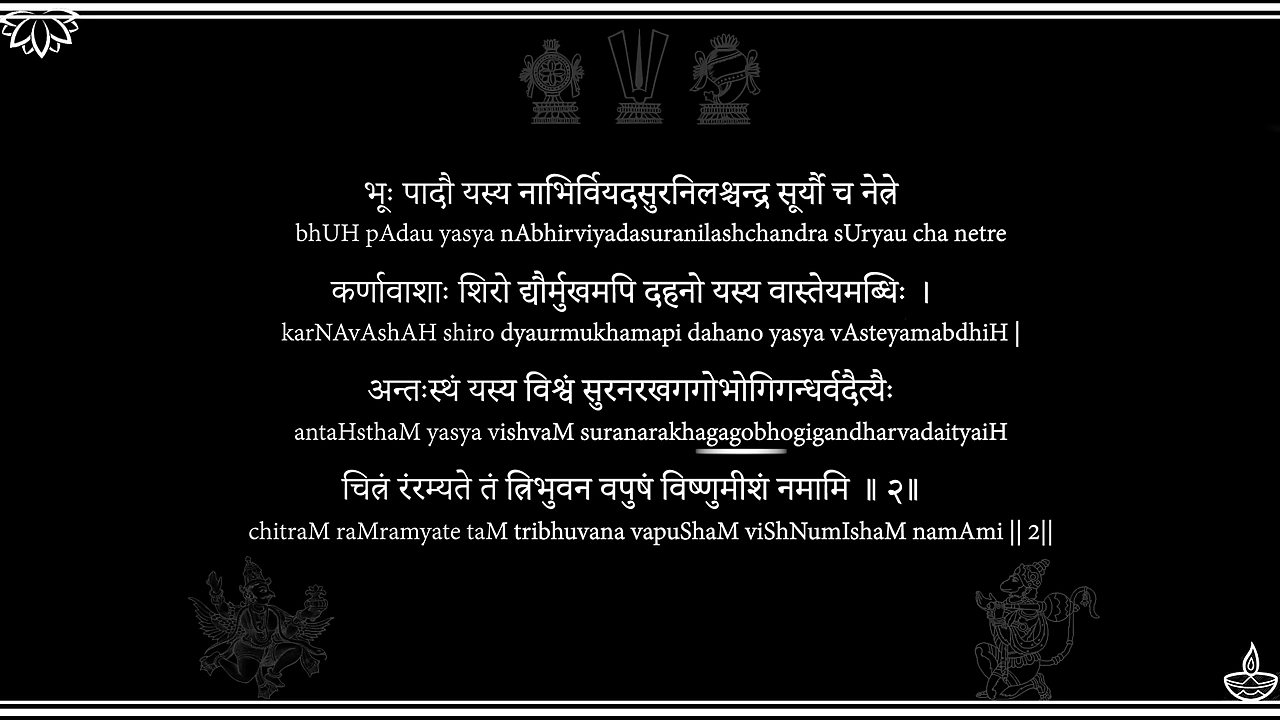 भूः पादौ यस्य नाभिर्वियदसुरनिलश्चन्द्र सूर्यौ च नेत्रे
bhUH pAdau yasya nAbhirviyadasuranilashchandra sUryau cha netre
कर्णावाशाः शिरो द्यौर्मुखमपि दहनो यस्य वास्तेयमब्धिः ।
karNAvAshAH shiro dyaurmukhamapi dahano yasya vAsteyamabdhiH |
अन्तःस्थं यस्य विश्वं सुरनरखगगोभोगिगन्धर्वदैत्यैः
antaHsthaM yasya vishvaM suranarakhagagobhogigandharvadaityaiH
चित्रं रंरम्यते तं त्रिभुवन वपुषं विष्णुमीशं नमामि ॥ २॥
chitraM raMramyate taM tribhuvana vapuShaM viShNumIshaM namAmi || 2||